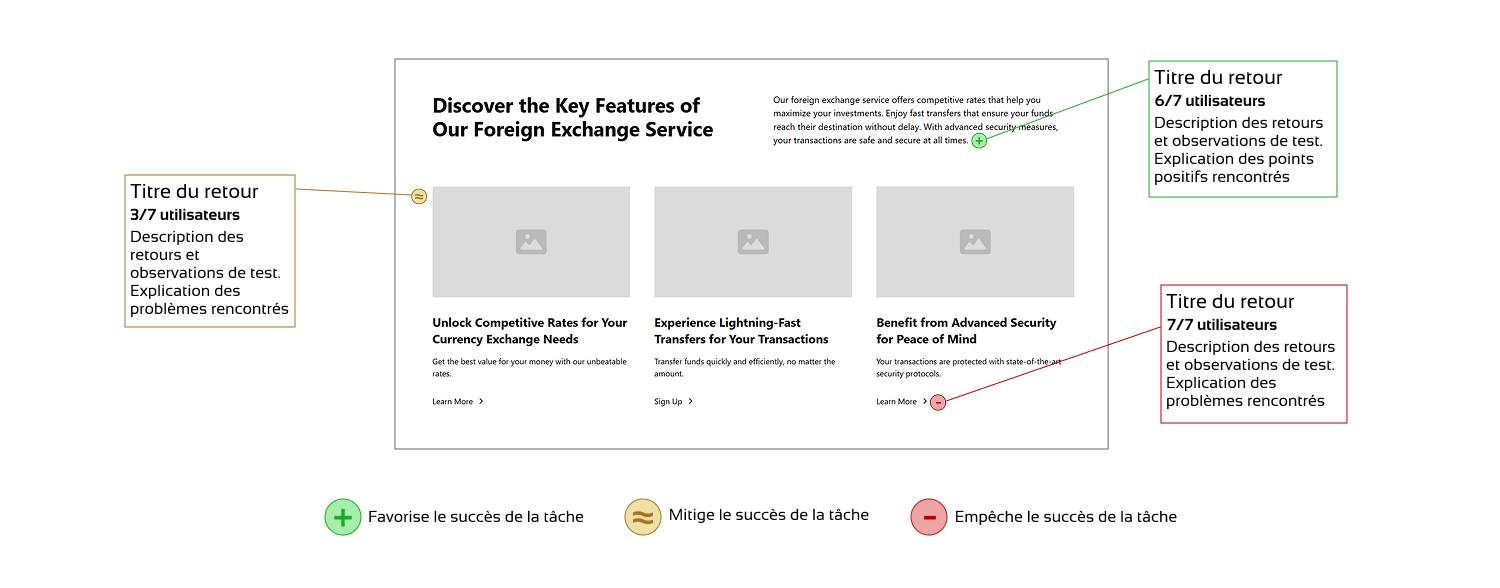 Discover the Key Features of
Our Foreign Exchange Service
Our foreign exchange service offers competitive rates that help you
maximize your investments. Enjoy fast transfers that ensure your funds
reach their destination without delay. With advanced security measures,
your transactions are safe and secure at all times.
+
Titre du retour
6/7 utilisateurs
Description des retours
et observations de test.
Explication des points
positifs rencontrés
Titre du retour
3/7 utilisateurs
Description des
retours et
observations de test.
Explication des
problèmes rencontrés
≈
Unlock Competitive Rates for Your
Currency Exchange Needs
Get the best value for your money with our unbeatable
rates.
Learn More >
Experience Lightning-Fast
Transfers for Your Transactions
Transfer funds quickly and efficiently, no matter the
amount.
Sign Up >
Benefit from Advanced Security
for Peace of Mind
Your transactions are protected with state-of-the-art
security protocols.
Learn More >
-
Titre du retour
7/7 utilisateurs
Description des retours
et observations de test.
Explication des
problèmes rencontrés
+ Favorise le succès de la tâche
≈ Mitige le succès de la tâche
- Empêche le succès de la tâche